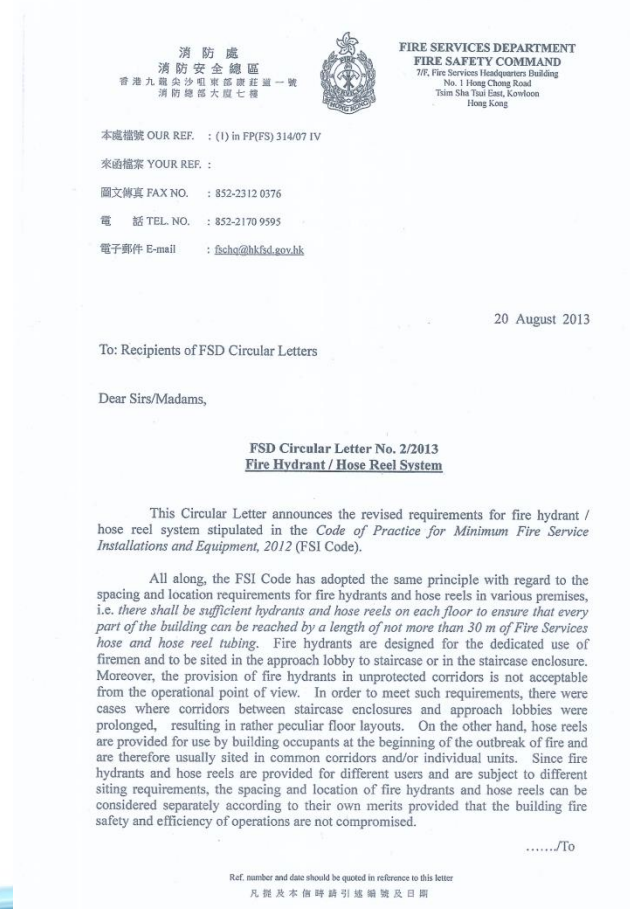 消防處
消防安全總區
香港九龍尖沙咀東部康莊道一號
消防總部大廈七樓
FIRE SERVICES DEPARTMENT
FIRE SAFETY COMMAND
7/F, Fire Services Headquarters Building
No. 1 Hong Chong Road
Tsim Sha Tsui East, Kowloon
Hong Kong
本處檔號 OUR REF. : (1) in FP(FS) 314/07 IV
來函檔案 YOUR REF. :
圖文傳真 FAX NO. : 852-2312 0376
電 話 TEL. NO. : 852-2170 9595
電子郵件 E-mail : fschq@hkfsd.gov.hk
20 August 2013
To: Recipients of FSD Circular Letters
Dear Sirs/Madams,
FSD Circular Letter No. 2/2013
Fire Hydrant / Hose Reel System
This Circular Letter announces the revised requirements for fire hydrant /
hose reel system stipulated in the Code of Practice for Minimum Fire Service
Installations and Equipment, 2012 (FSI Code).
All along, the FSI Code has adopted the same principle with regard to the
spacing and location requirements for fire hydrants and hose reels in various premises,
i.e. there shall be sufficient hydrants and hose reels on each floor to ensure that every
part of the building can be reached by a length of not more than 30 m of Fire Services
hose and hose reel tubing. Fire hydrants are designed for the dedicated use of
firemen and to be sited in the approach lobby to staircase or in the staircase enclosure.
Moreover, the provision of fire hydrants in unprotected corridors is not acceptable
from the operational point of view. In order to meet such requirements, there were
cases where corridors between staircase enclosures and approach lobbies were
prolonged, resulting in rather peculiar floor layouts. On the other hand, hose reels
are provided for use by building occupants at the beginning of the outbreak of fire and
are therefore usually sited in common corridors and/or individual units. Since fire
hydrants and hose reels are provided for different users and are subject to different
siting requirements, the spacing and location of fire hydrants and hose reels can be
considered separately according to their own merits provided that the building fire
safety and efficiency of operations are not compromised.
……./To
Ref. number and date should be quoted in reference to this letter
凡提及本信時請引述編號及日期